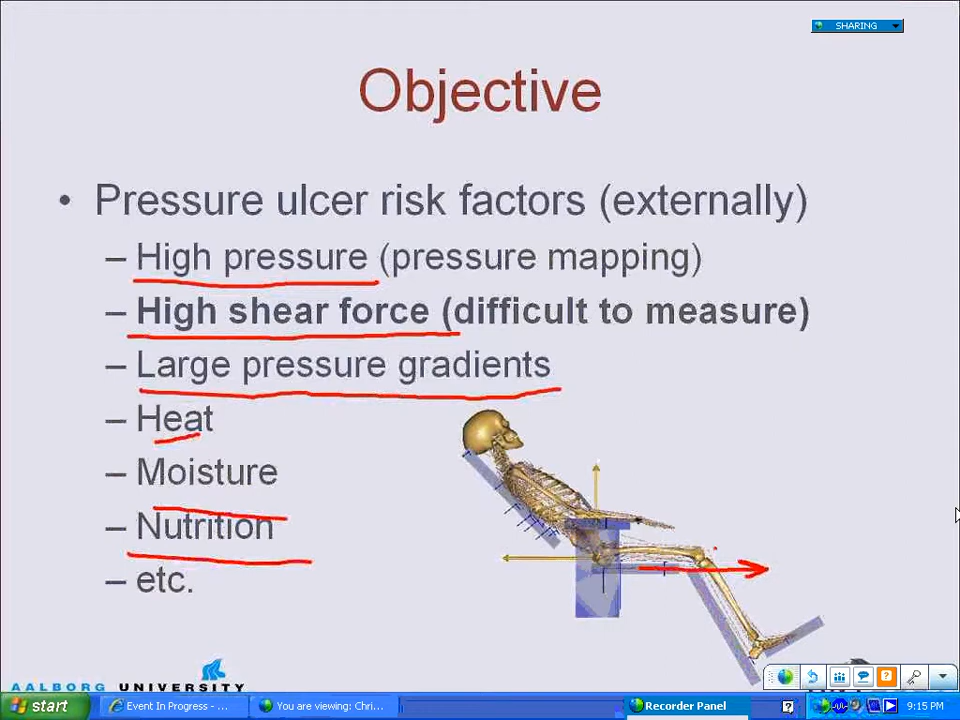 SHARING
Objective
• Pressure ulcer risk factors (externally)
– High pressure (pressure mapping)
– High shear force (difficult to measure)
– Large pressure gradients
– Heat
– Moisture
– Nutrition
– etc.
AALBORG UNIVERSITY
start
Event In Progress - ...
You are viewing: Chri...
Recorder Panel
9:15 PM